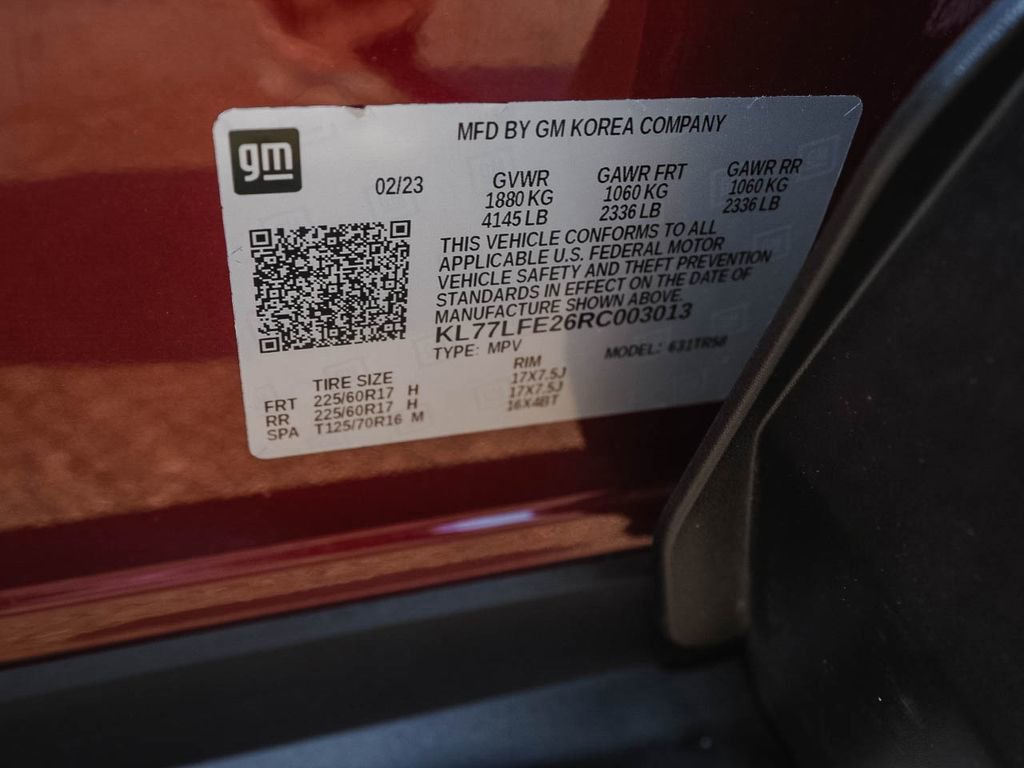 gm
MFD BY GM KOREA COMPANY
02/23
GVWR GAWR FRT GAWR RR
1880 KG 1060 KG 1060 KG
4145 LB 2336 LB 2336 LB
THIS VEHICLE CONFORMS TO ALL
APPLICABLE U.S. FEDERAL MOTOR
VEHICLE SAFETY AND THEFT PREVENTION
STANDARDS IN EFFECT ON THE DATE OF
MANUFACTURE SHOWN ABOVE.
KL77LFE26RC003013
TYPE: MPV MODEL: 631TR58
TIRE SIZE RIM
FRT 225/60R17 H 17X7.5J
RR 225/60R17 H 17X7.5J
SPA T125/70R16 M 16X4BT